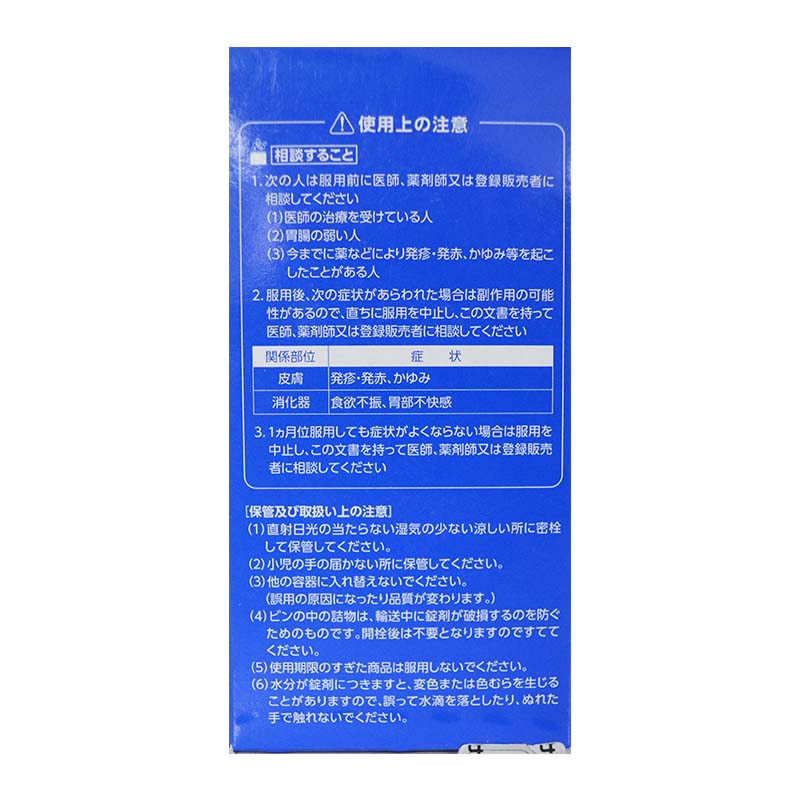 使用上の注意
相談すること
1. 次の人は服用前に医師、薬剤師又は登録販売者に
相談してください
(1)医師の治療を受けている人
(2)胃腸の弱い人
(3)今までに薬などにより発疹・発赤、かゆみ等を起こ
したことがある人
2. 服用後、次の症状があらわれた場合は副作用の可能
性があるので、直ちに服用を中止し、この文書を持って
医師、薬剤師又は登録販売者に相談してください
関係部位 症状
皮膚 発疹・発赤、かゆみ
消化器 食欲不振、胃部不快感
3. 1ヵ月位服用しても症状がよくならない場合は服用を
中止し、この文書を持って医師、薬剤師又は登録販売
者に相談してください
[保管及び取扱い上の注意]
(1)直射日光の当たらない湿気の少ない涼しい所に密栓
して保管してください。
(2)小児の手の届かない所に保管してください。
(3)他の容器に入れ替えないでください。
(誤用の原因になったり品質が変わります。)
(4)ビンの中の詰物は、輸送中に錠剤が破損するのを防ぐ
ためのものです。開栓後は不要となりますのですてて
ください。
(5)使用期限のすぎた商品は服用しないでください。
(6)水分が錠剤につきますと、変色または色むらを生じる
ことがありますので、誤って水滴を落としたり、ぬれた
手で触れないでください。